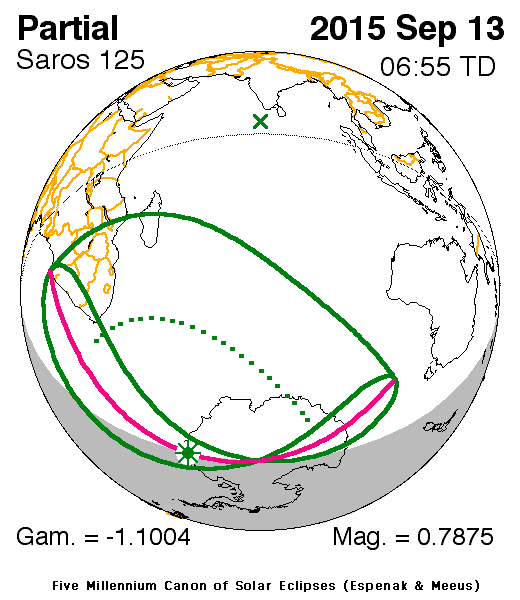 Partial 2015 Sep 13
Saros 125 06:55 TD
Gam. = -1.1004 Mag. = 0.7875
Five Millennium Canon of Solar Eclipses (Espenak & Meeus)